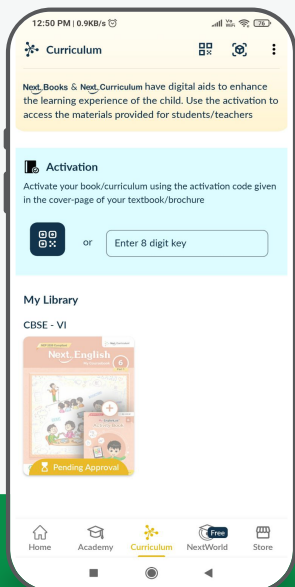 12:50 PM | 0.9KB/s
76
Curriculum
Next Books & Next Curriculum have digital aids to enhance
the learning experience of the child. Use the activation to
access the materials provided for students/teachers
Activation
Activate your book/curriculum using the activation code given
in the cover-page of your textbook/brochure
or
Enter 8 digit key
My Library
CBSE - VI
Next English
6
Pending Approval
Free
Home
Academy
Curriculum
NextWorld
Store